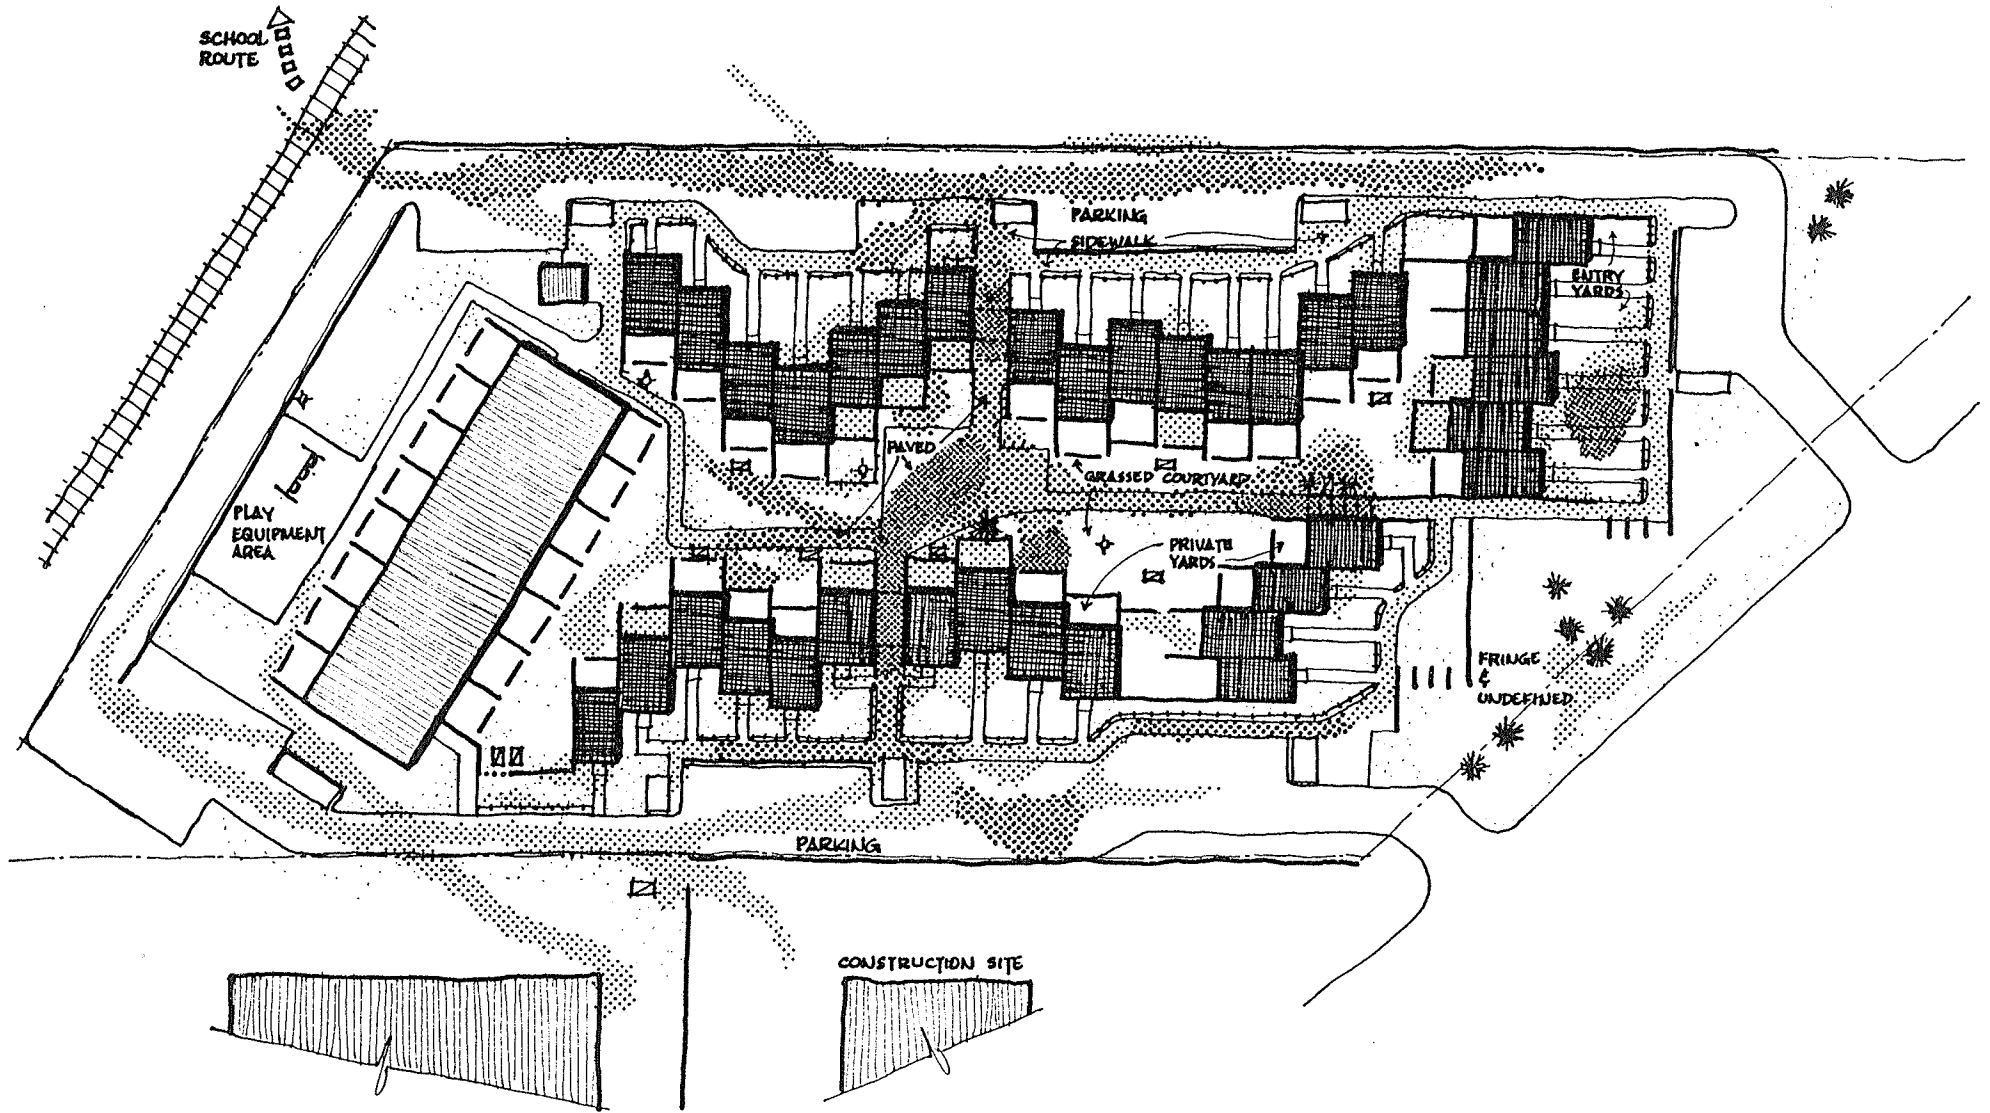 SCHOOL
ROUTE
PARKING
SIDEWALK
ENTRY
YARDS
PAVED
GRASSED COURTYARD
PLAY
EQUIPMENT
AREA
PRIVATE
YARDS
FRINGE
&
UNDEFINED
PARKING
CONSTRUCTION SITE